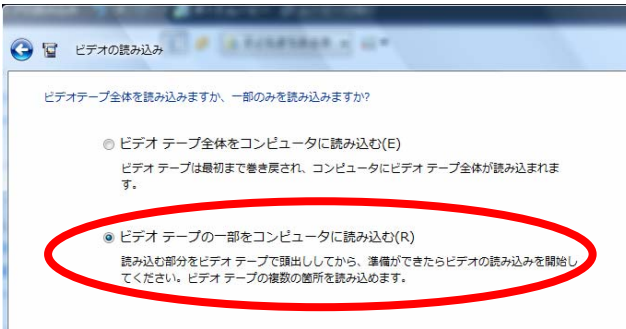 ビデオの読み込み
ビデオテープ全体を読み込みますか、一部のみを読み込みますか?
ビデオ テープ全体をコンピュータに読み込む(E)
ビデオ テープは最初まで巻き戻され、コンピュータにビデオ テープ全体が読み込まれま
す。
ビデオ テープの一部をコンピュータに読み込む(R)
読み込む部分をビデオ テープで頭出ししてから、準備ができたらビデオの読み込みを開始し
てください。ビデオ テープの複数の箇所を読み込めます。